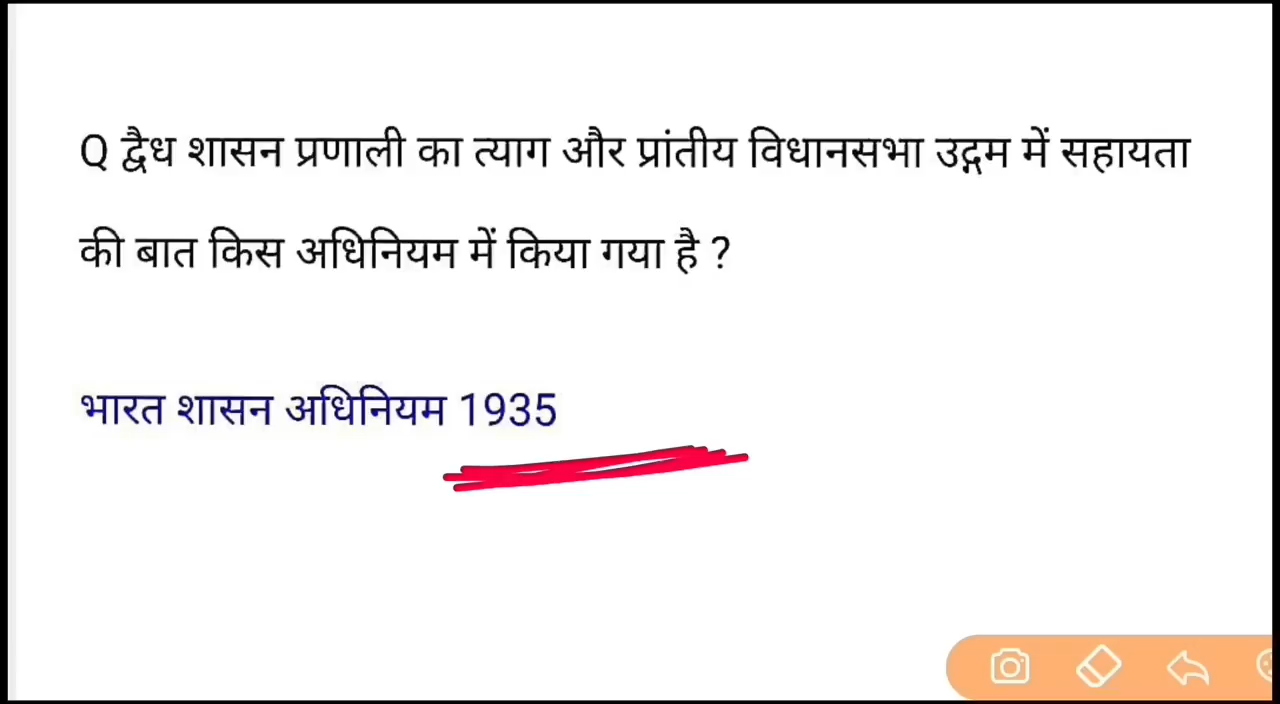 Q द्वैध शासन प्रणाली का त्याग और प्रांतीय विधानसभा उद्गम में सहायता
की बात किस अधिनियम में किया गया है ?
भारत शासन अधिनियम 1935